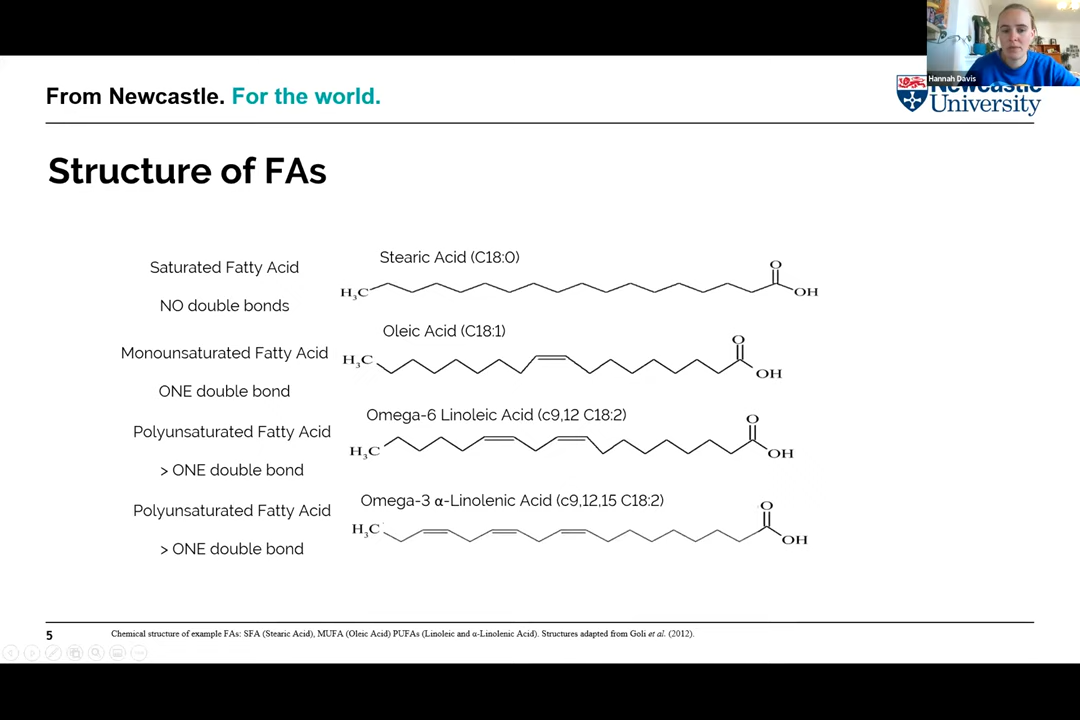 Hannah Davis
From Newcastle. For the world.
Newcastle
University
Structure of FAs
Saturated Fatty Acid
NO double bonds
Stearic Acid (C18:0)
H₃C
O
OH
Monounsaturated Fatty Acid
ONE double bond
Oleic Acid (C18:1)
H₃C
O
OH
Polyunsaturated Fatty Acid
> ONE double bond
Omega-6 Linoleic Acid (c9,12 C18:2)
H₃C
O
OH
Polyunsaturated Fatty Acid
> ONE double bond
Omega-3 α-Linolenic Acid (c9,12,15 C18:2)
H₃C
O
OH
5
Chemical structure of example FAs: SFA (Stearic Acid), MUFA (Oleic Acid) PUFAs (Linoleic and α-Linolenic Acid). Structures adapted from Goli et al. (2012).